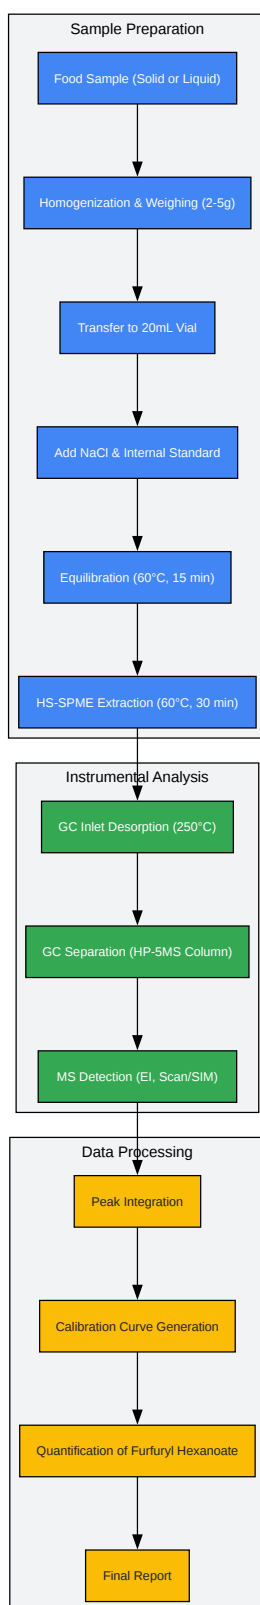 Sample Preparation
Food Sample (Solid or Liquid)
Homogenization & Weighing (2-5g)
Transfer to 20mL Vial
Add NaCl & Internal Standard
Equilibration (60°C, 15 min)
HS-SPME Extraction (60°C, 30 min)
Instrumental Analysis
GC Inlet Desorption (250°C)
GC Separation (HP-5MS Column)
MS Detection (EI, Scan/SIM)
Data Processing
Peak Integration
Calibration Curve Generation
Quantification of Furfuryl Hexanoate
Final Report